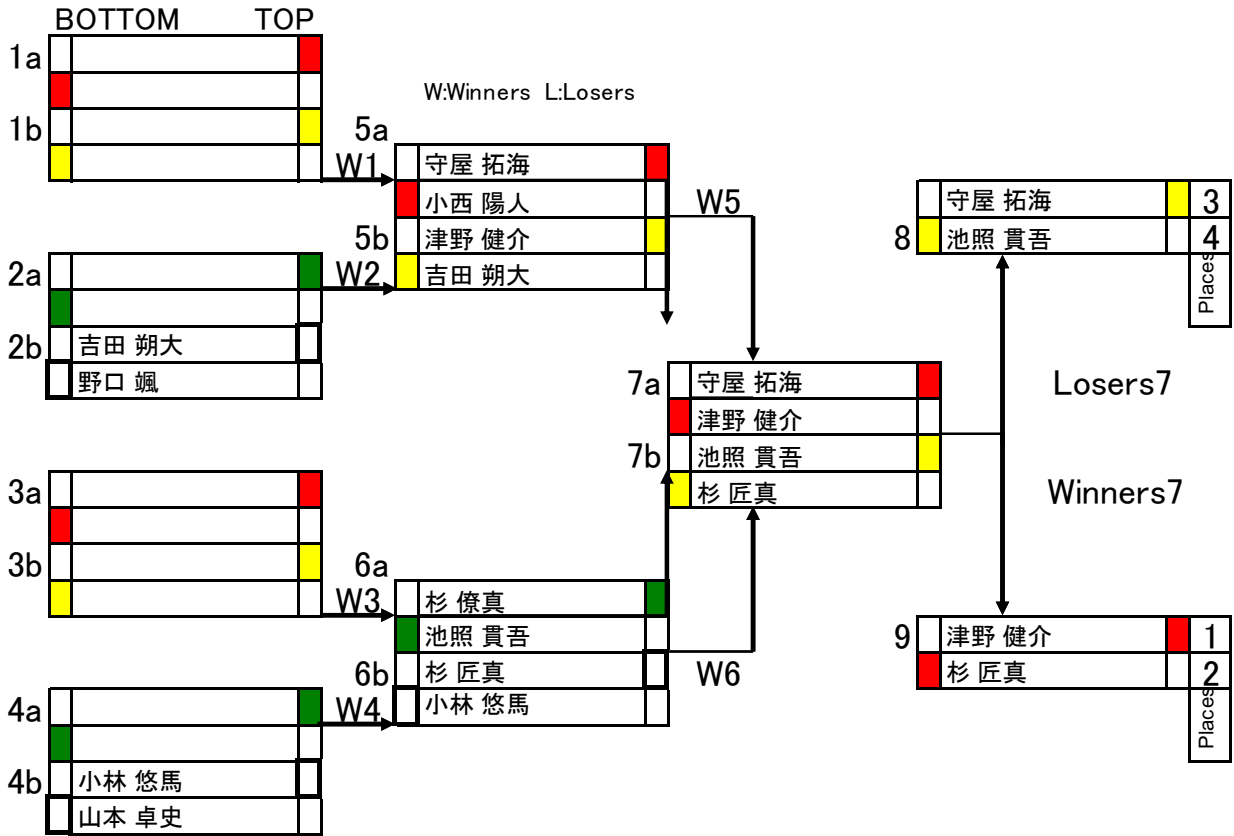 BOTTOM TOP
1a
1b
W:Winners L:Losers
W1
5a
守屋 拓海
小西 陽人
5b
津野 健介
吉田 朔大
W2
2a
2b
吉田 朔大
野口 颯
W5
守屋 拓海 3
8 池照 貫吾 4
Places
7a 守屋 拓海
津野 健介
7b 池照 貫吾
杉 匠真
Losers7
Winners7
3a
3b
W3
6a
杉 僚真
池照 貫吾
6b 杉 匠真
小林 悠馬
W6
W4
4a
4b 小林 悠馬
山本 卓史
9 津野 健介 1
杉 匠真 2
Places